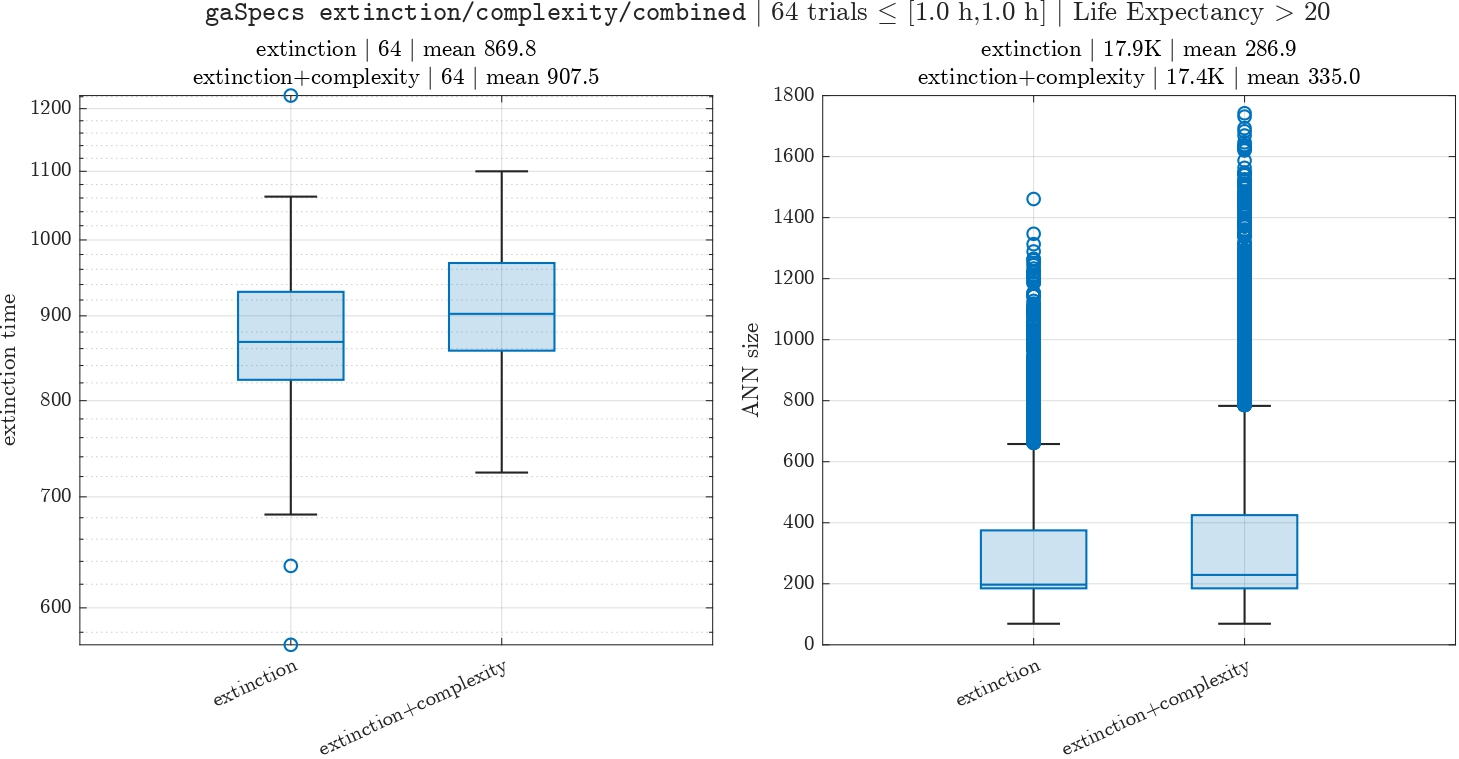 gaSpecs extinction/complexity/combined | 64 trials ≤ [1.0 h,1.0 h] | Life Expectancy > 20
extinction | 64 | mean 869.8
extinction+complexity | 64 | mean 907.5
1200
1100
1000
900
800
700
600
extinction time
extinction
extinction+complexity
extinction | 17.9K | mean 286.9
extinction+complexity | 17.4K | mean 335.0
1800
1600
1400
1200
1000
800
600
400
200
0
ANN size
extinction
extinction+complexity